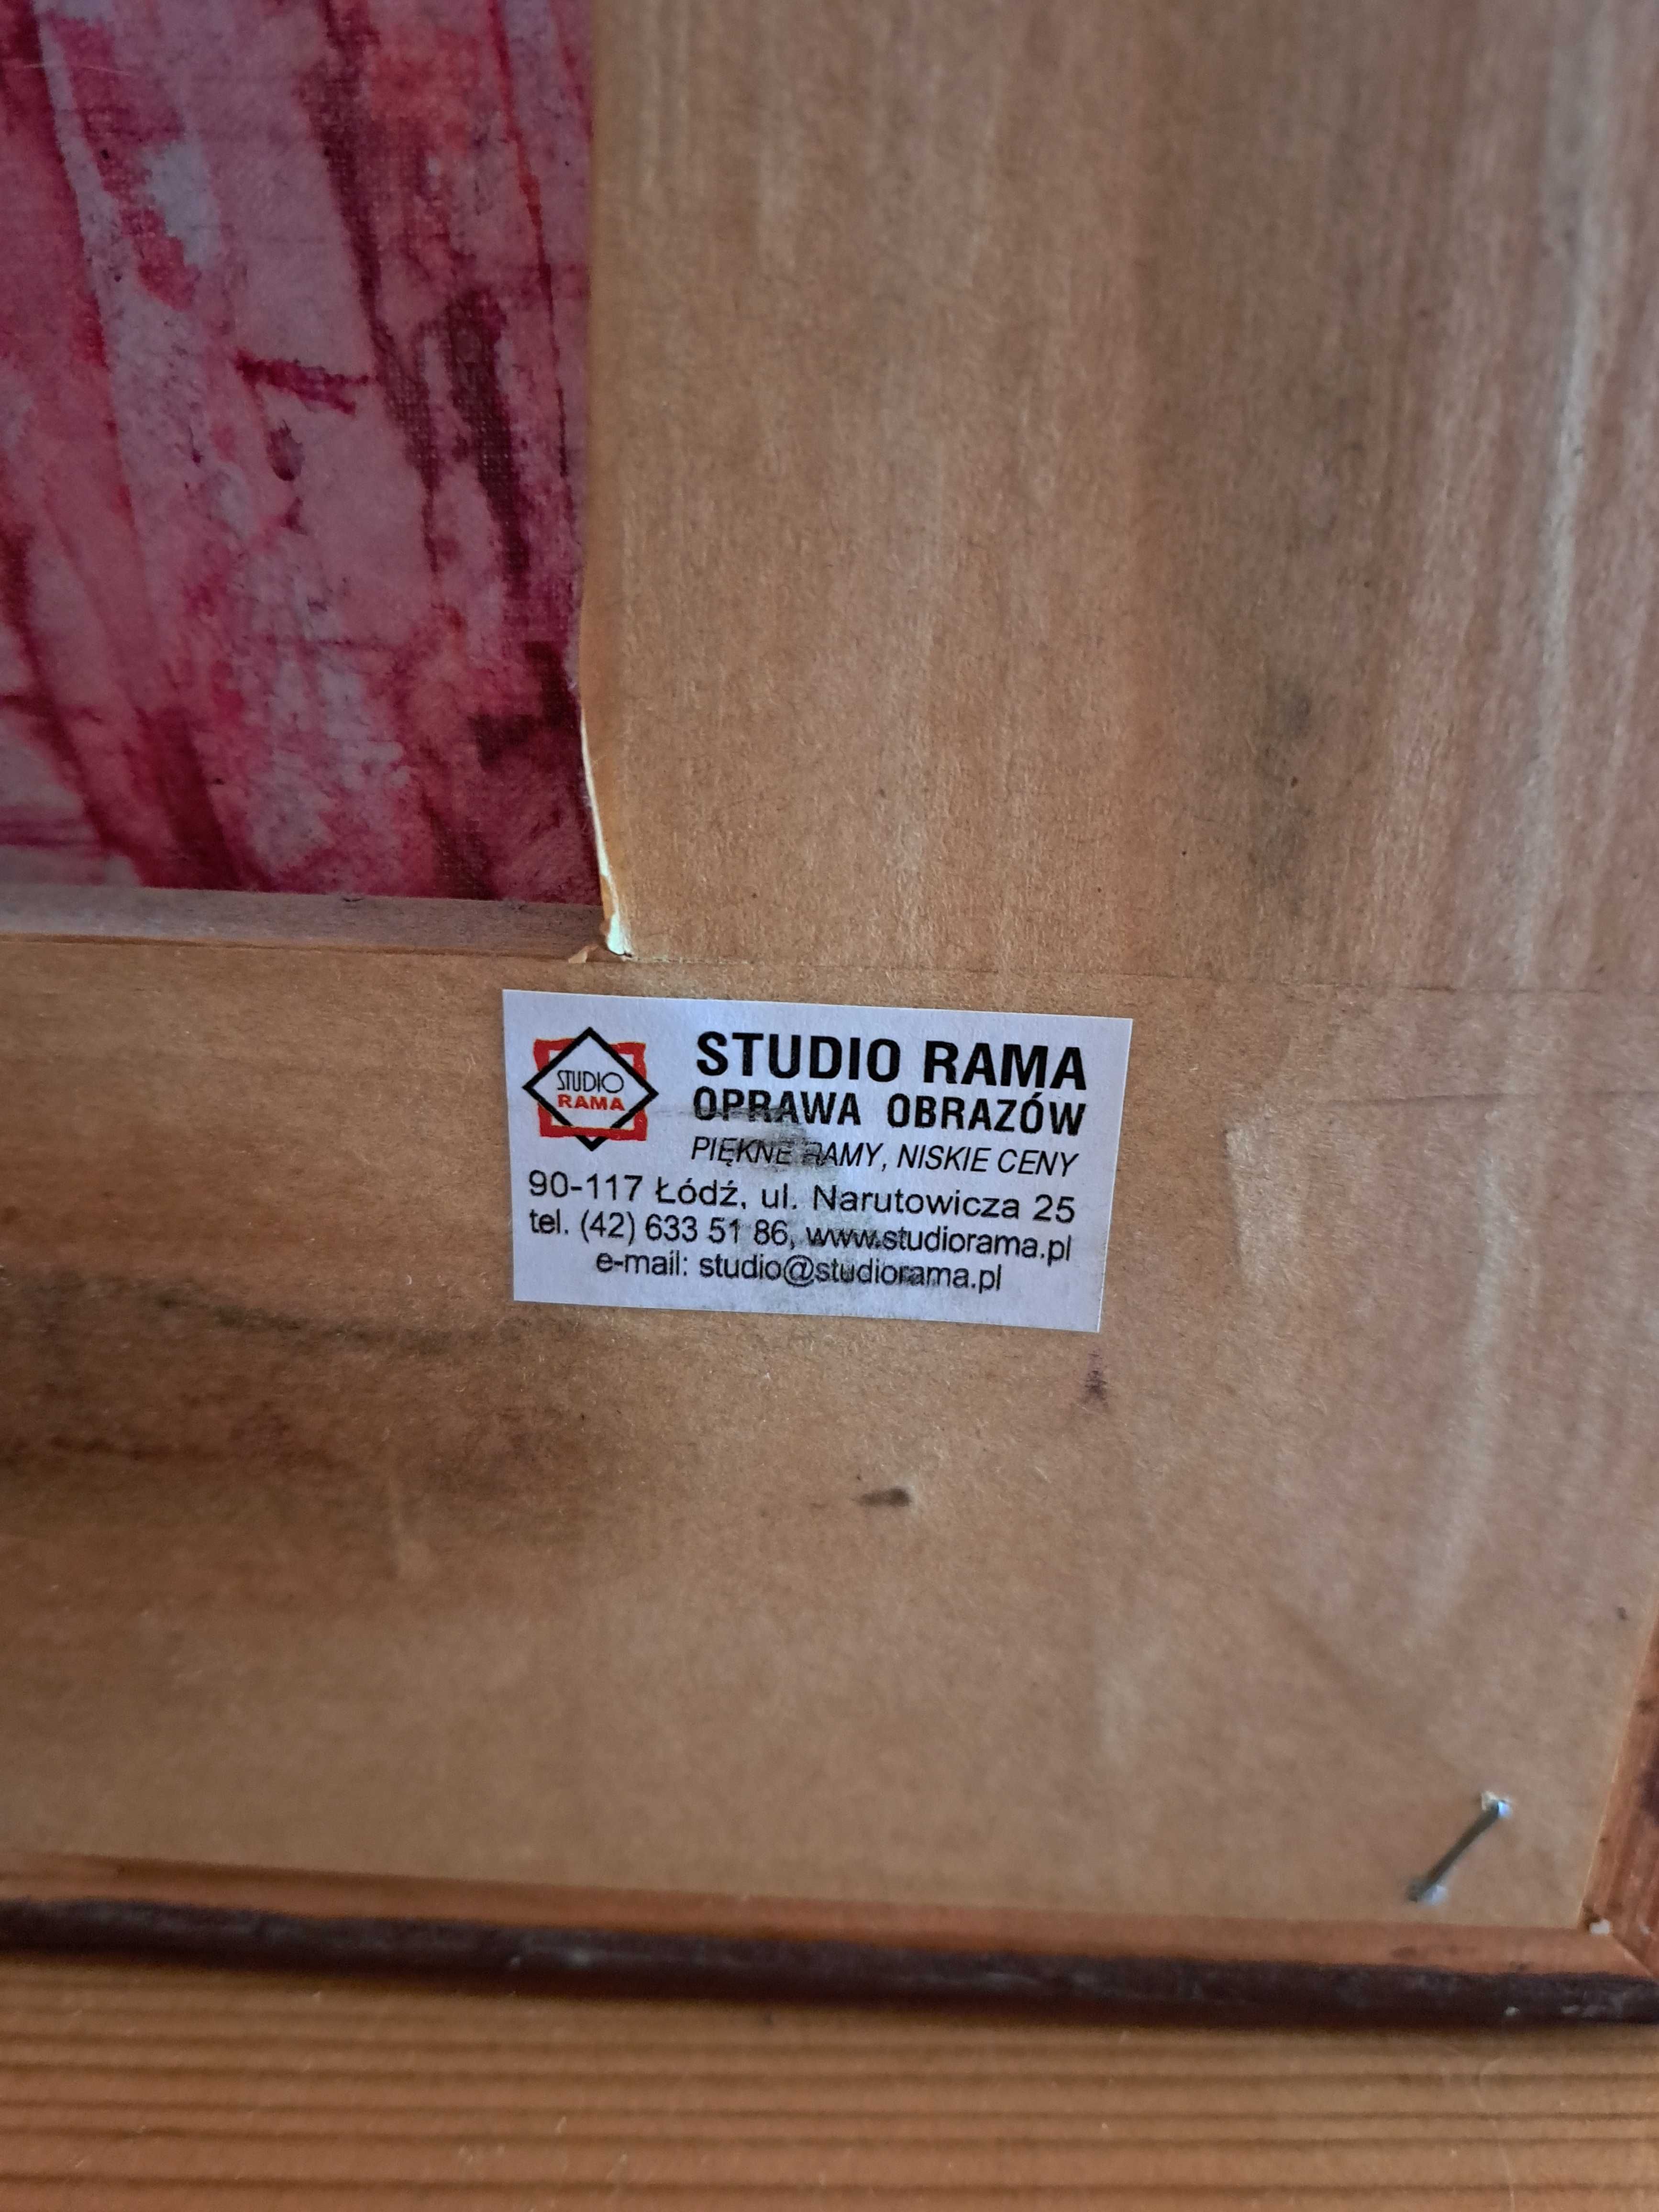 STUDIO
RAMA
STUDIO RAMA
OPRAWA OBRAZÓW
PIĘKNE RAMY, NISKIE CENY
90-117 Łódź, ul. Narutowicza 25
tel. (42) 633 51 86, www.studiorama.pl
e-mail: studio@studiorama.pl